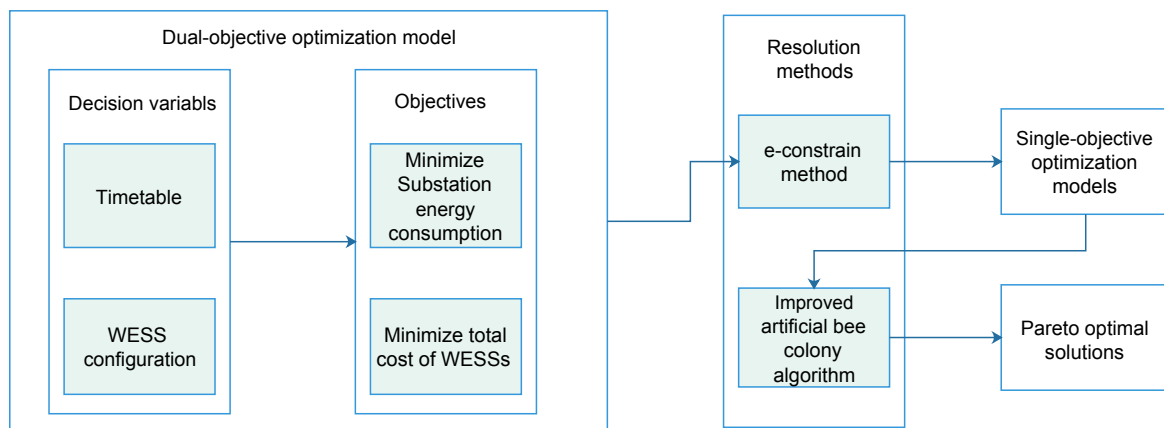 Dual-objective optimization model
Decision variabls
Timetable
WESS
configuration
Objectives
Minimize
Substation
energy
consumption
Minimize total
cost of WESSs
Resolution
methods
e-constrain
method
Improved
artificial bee
colony
algorithm
Single-objective
optimization
models
Pareto optimal
solutions